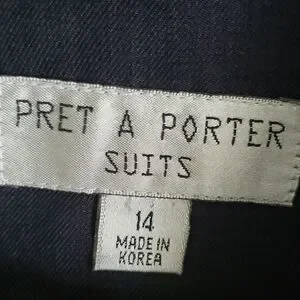 PRET A PORTER
SUITS
14
MADE IN
KOREA